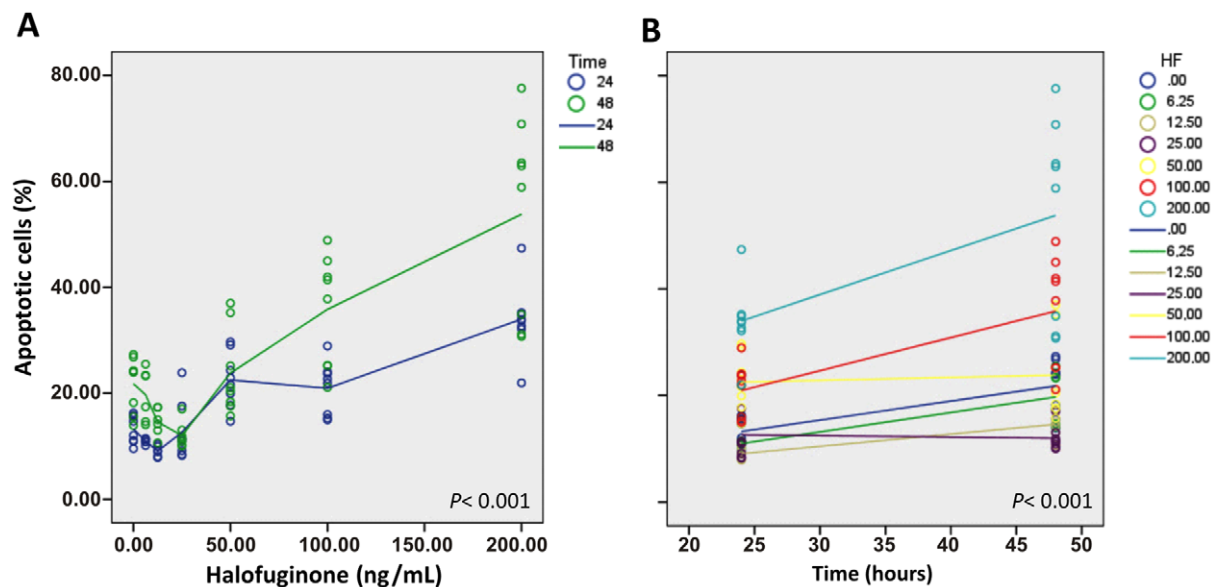 A
B
80.00
60.00
40.00
20.00
0.00
Apoptotic cells (%)
0.00 50.00 100.00 150.00 200.00
Halofuginone (ng/mL)
P< 0.001
Time
24
48
24
48
20 25 30 35 40 45 50
Time (hours)
P< 0.001
HF
.00
6.25
12.50
25.00
50.00
100.00
200.00
.00
6.25
12.50
25.00
50.00
100.00
200.00